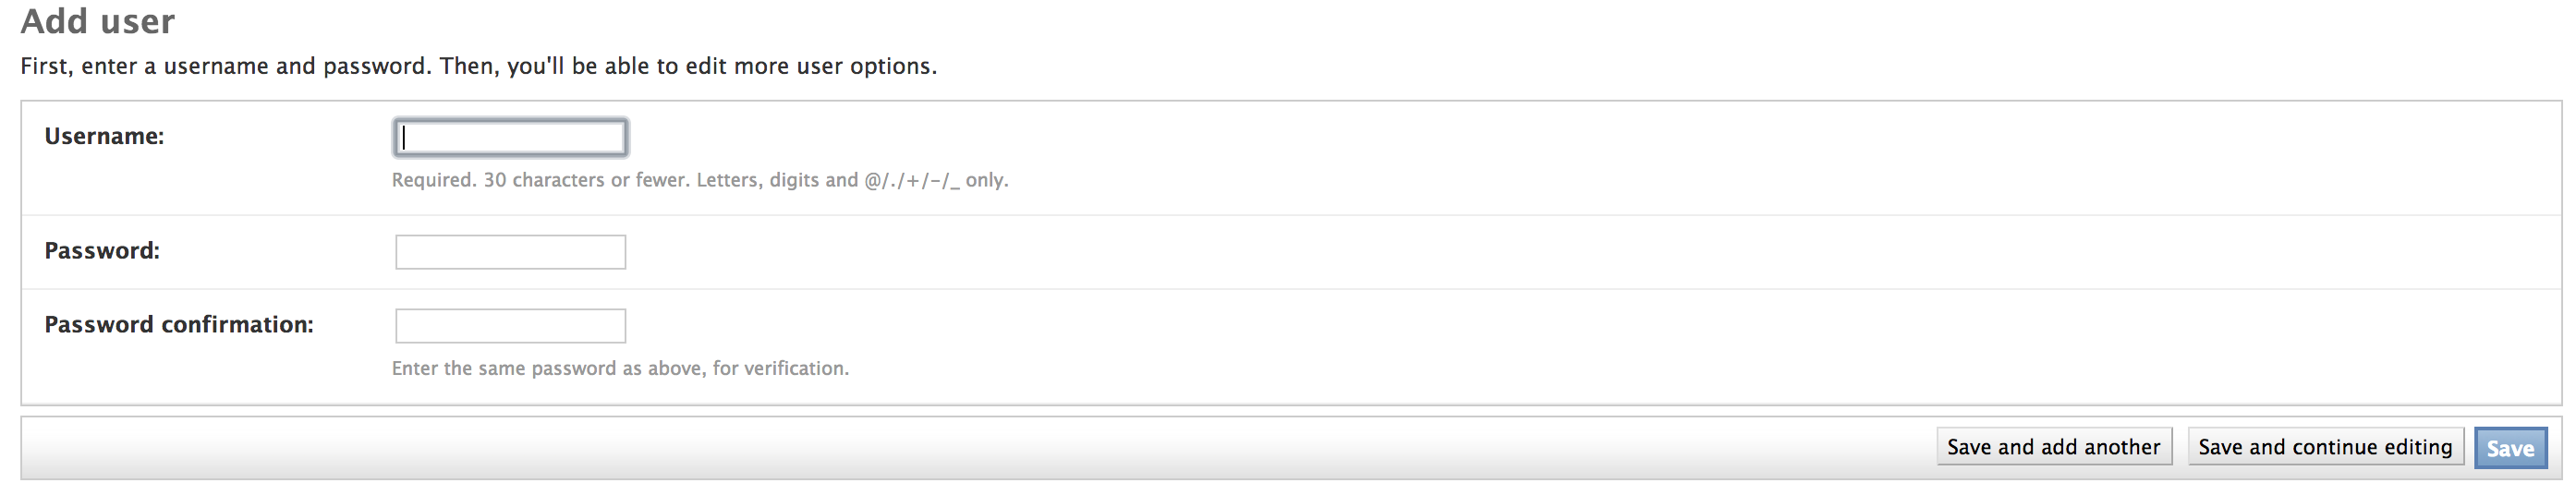 Add user
First, enter a username and password. Then, you'll be able to edit more user options.
Username:
Required. 30 characters or fewer. Letters, digits and @/./+/-/_ only.
Password:
Password confirmation:
Enter the same password as above, for verification.
Save and add another Save and continue editing Save